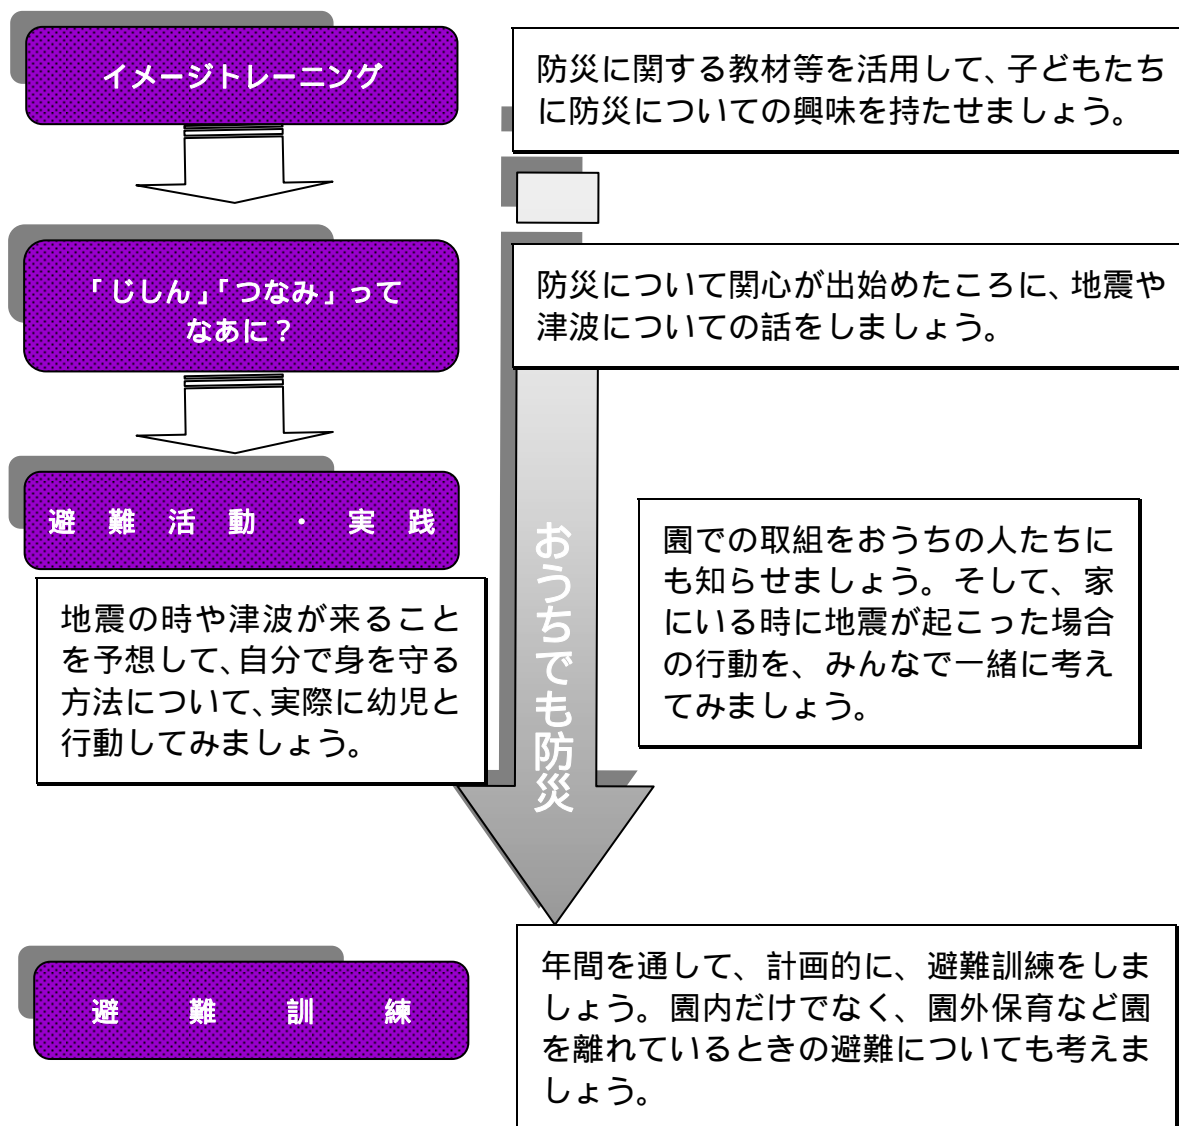 イメージトレーニング
防災に関する教材等を活用して、子どもたち
に防災についての興味を持たせましょう。
「じしん」「つなみ」って
なあに?
防災について関心が出始めたころに、地震や
津波についての話をしましょう。
避難活動・実践
地震の時や津波が来ること
を予想して、自分で身を守る
方法について、実際に幼児と
行動してみましょう。
おうちでも防災
園での取組をおうちの人たちに
も知らせましょう。そして、家
にいる時に地震が起こった場合
の行動を、みんなで一緒に考え
てみましょう。
避難訓練
年間を通して、計画的に、避難訓練をしま
しょう。園内だけでなく、園外保育など園
を離れているときの避難についても考えま
しょう。